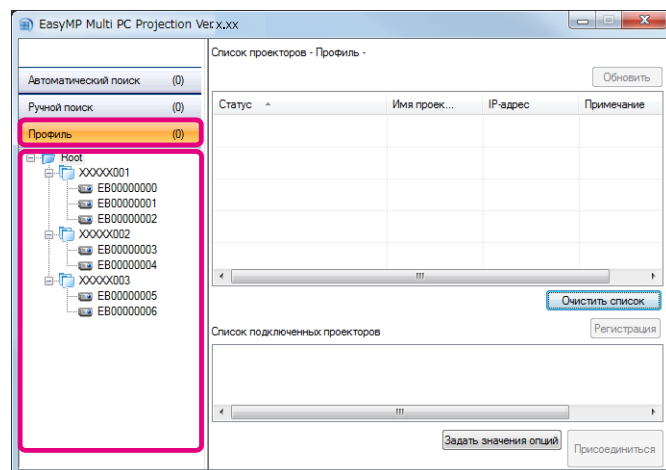 EasyMP Multi PC Projection Ver.x.xx
Список проекторов - Профиль -
Автоматический поиск (0)
Обновить
Ручной поиск (0)
Статус Имя проек... IP-адрес Примечание
Профиль (0)
Root
XXXXX001
EB00000000
EB00000001
EB00000002
XXXXX002
EB00000003
EB00000004
XXXXX003
EB00000005
EB00000006
Очистить список
Список подключенных проекторов
Регистрация
Задать значения опций
Присоединиться